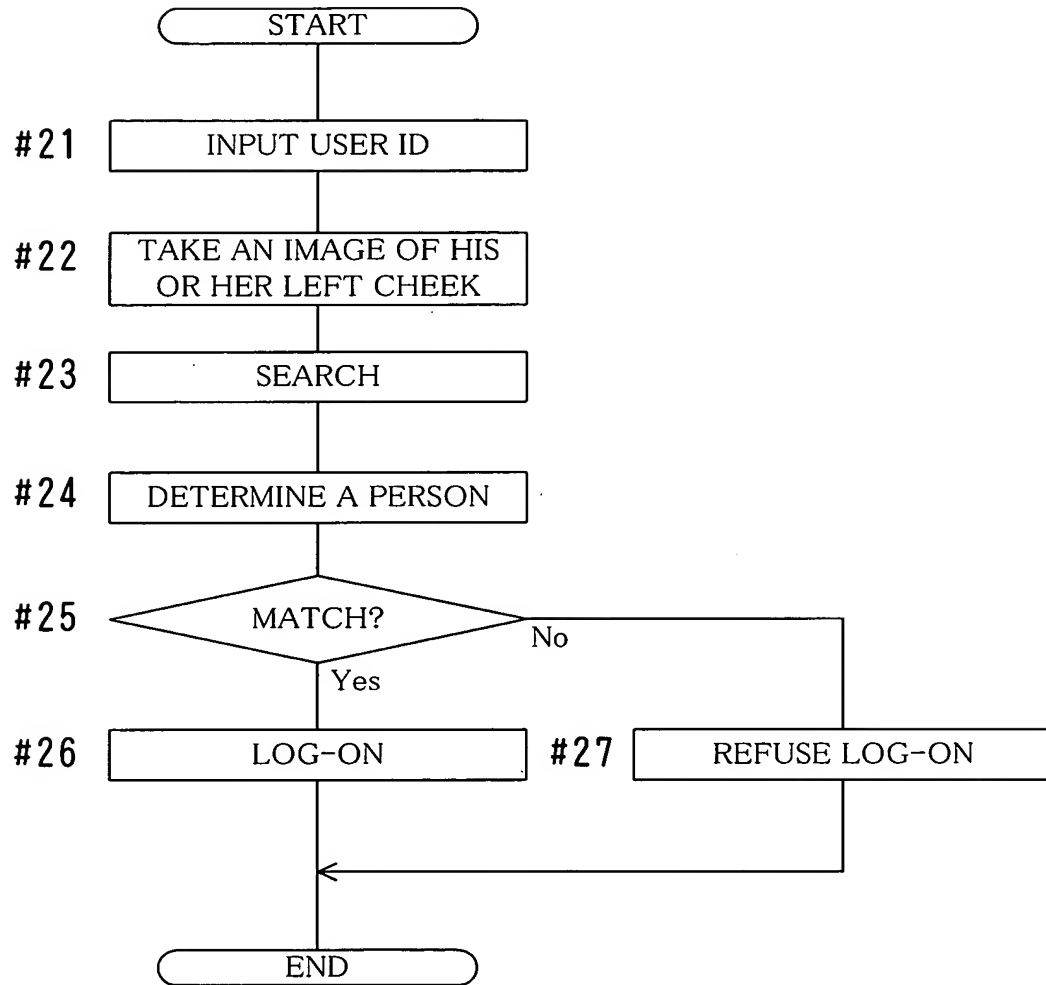 START
#21 INPUT USER ID
#22 TAKE AN IMAGE OF HIS
OR HER LEFT CHEEK
#23 SEARCH
#24 DETERMINE A PERSON
#25 MATCH?
No
Yes
#26 LOG-ON #27 REFUSE LOG-ON
END